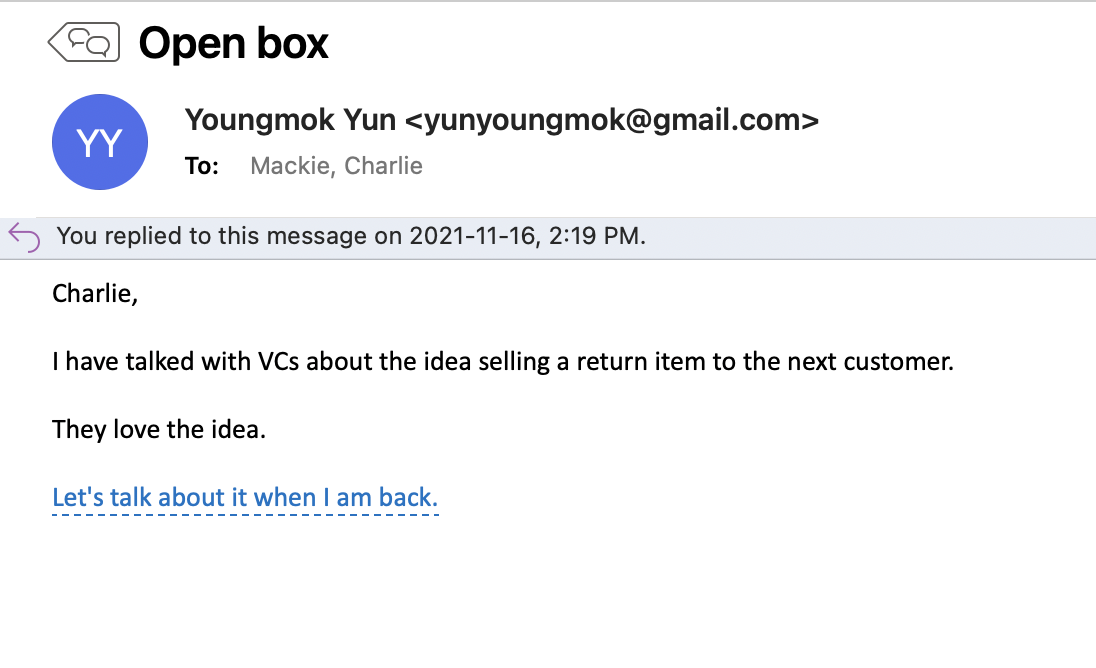 Open box
YY
Youngmok Yun <yunyoungmok@gmail.com>
To: Mackie, Charlie
You replied to this message on 2021-11-16, 2:19 PM.
Charlie,
I have talked with VCs about the idea selling a return item to the next customer.
They love the idea.
Let's talk about it when I am back.